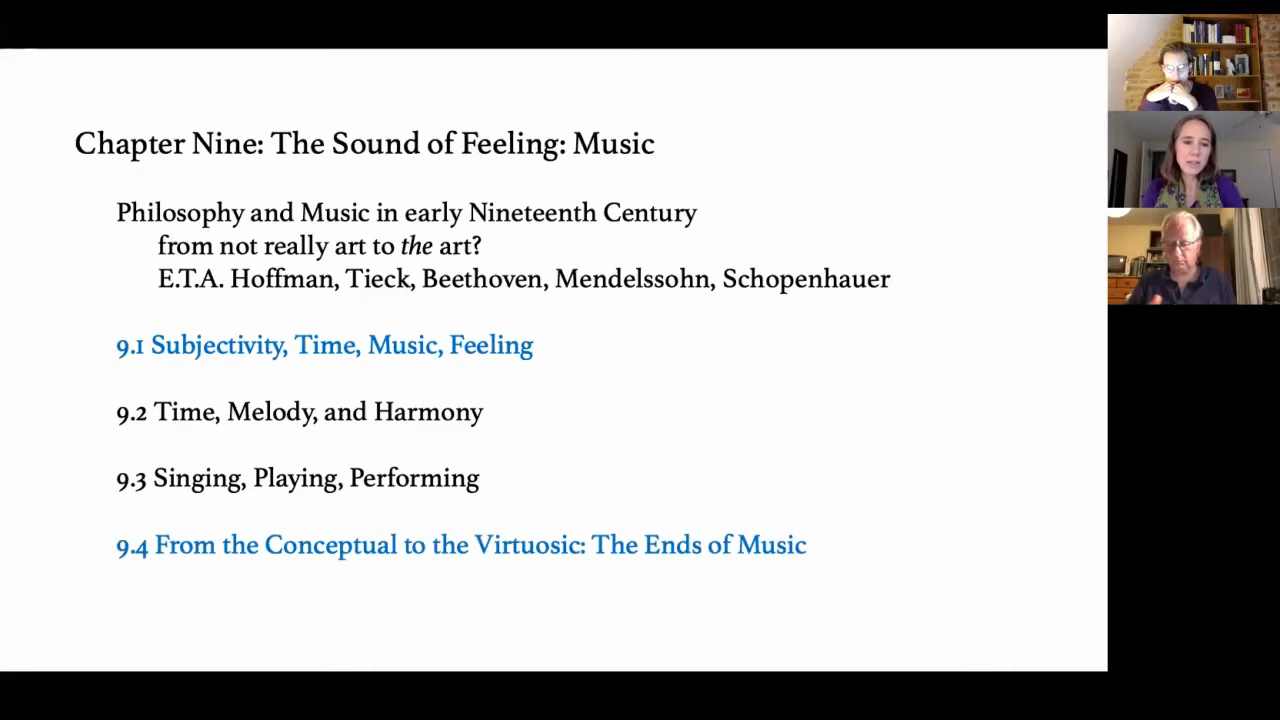 Chapter Nine: The Sound of Feeling: Music
Philosophy and Music in early Nineteenth Century
from not really art to the art?
E.T.A. Hoffman, Tieck, Beethoven, Mendelssohn, Schopenhauer
9.1 Subjectivity, Time, Music, Feeling
9.2 Time, Melody, and Harmony
9.3 Singing, Playing, Performing
9.4 From the Conceptual to the Virtuosic: The Ends of Music